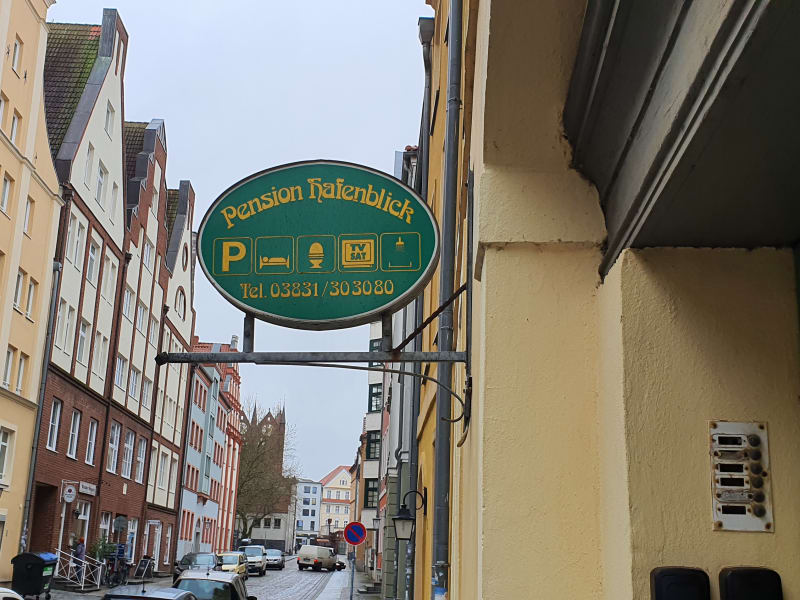 Pension Hafenblick
P
TV
SAT
Tel. 03831/303080